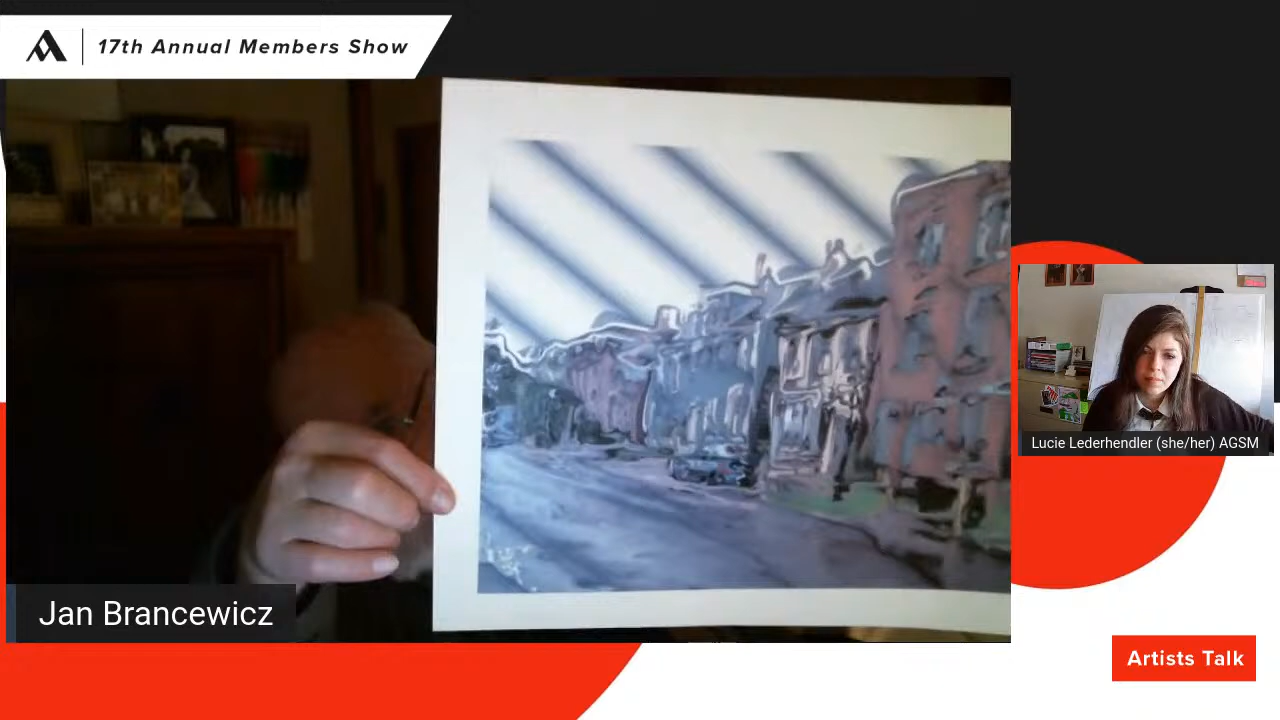 17th Annual Members Show
Lucie Lederhendler (she/her) AGSM
Jan Brancewicz
Artists Talk